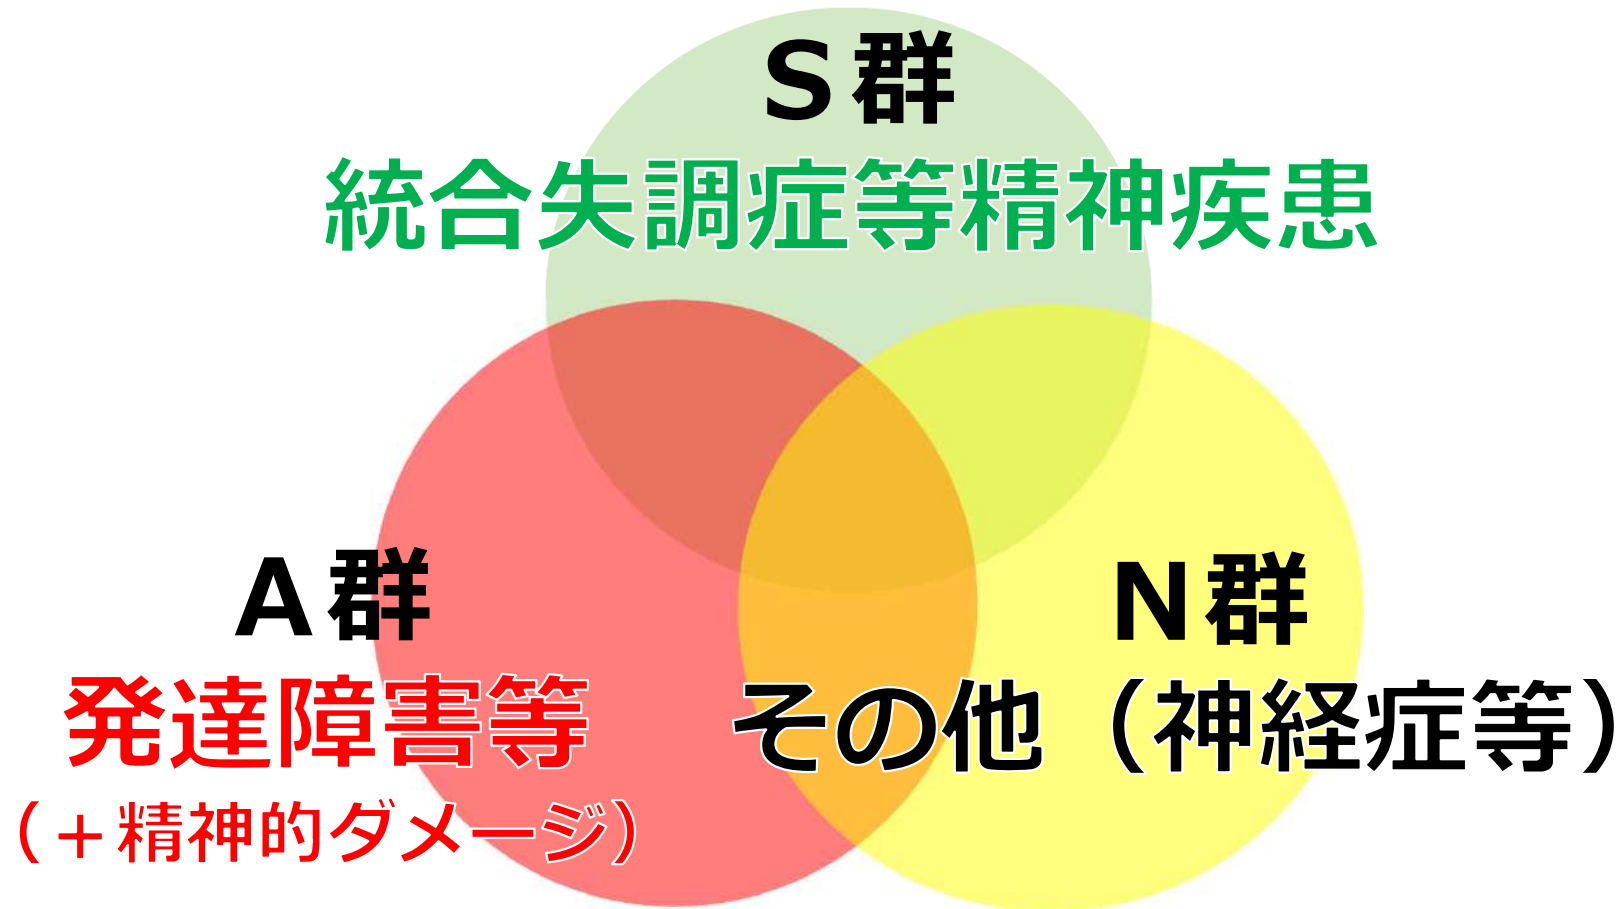 S群
統合失調症等精神疾患
A群
発達障害等
（＋精神的ダメージ）
N群
その他（神経症等）